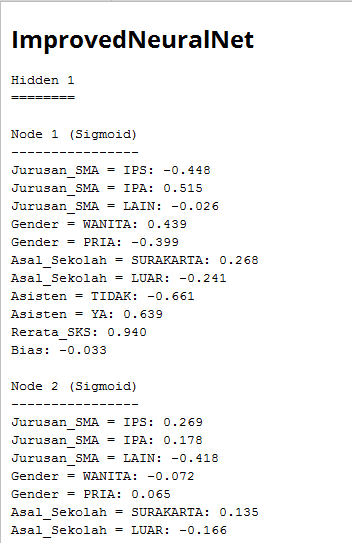 ImprovedNeuralNet
Hidden 1
========
Node 1 (Sigmoid)
----------------
Jurusan_SMA = IPS: -0.448
Jurusan_SMA = IPA: 0.515
Jurusan_SMA = LAIN: -0.026
Gender = WANITA: 0.439
Gender = PRIA: -0.399
Asal_Sekolah = SURAKARTA: 0.268
Asal_Sekolah = LUAR: -0.241
Asisten = TIDAK: -0.661
Asisten = YA: 0.639
Rerata_SKS: 0.940
Bias: -0.033
Node 2 (Sigmoid)
----------------
Jurusan_SMA = IPS: 0.269
Jurusan_SMA = IPA: 0.178
Jurusan_SMA = LAIN: -0.418
Gender = WANITA: -0.072
Gender = PRIA: 0.065
Asal_Sekolah = SURAKARTA: 0.135
Asal_Sekolah = LUAR: -0.166